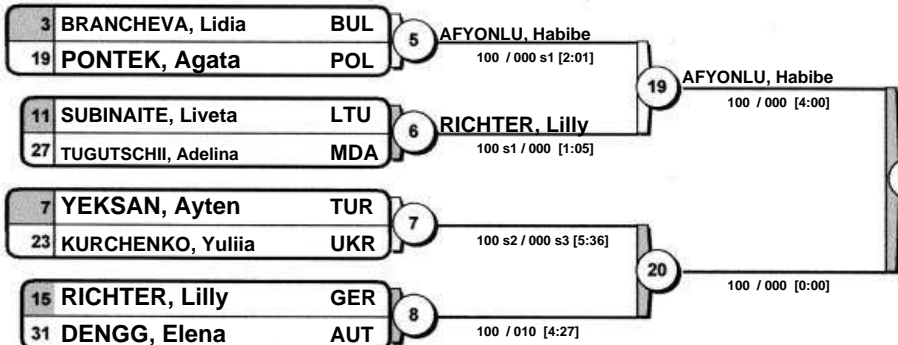 3 BRANCHEVA, Lidia BUL
19 PONTEK, Agata POL
5
AFYONLU, Habibe
100 / 000 s1 [2:01]
19
AFYONLU, Habibe
100 / 000 [4:00]
11 SUBINAITE, Liveta LTU
27 TUGUTSCHII, Adelina MDA
6
RICHTER, Lilly
100 s1 / 000 [1:05]
7 YEKSAN, Ayten TUR
23 KURCHENKO, Yuliia UKR
7
100 s2 / 000 s3 [5:36]
20
100 / 000 [0:00]
15 RICHTER, Lilly GER
31 DENGG, Elena AUT
8
100 / 010 [4:27]